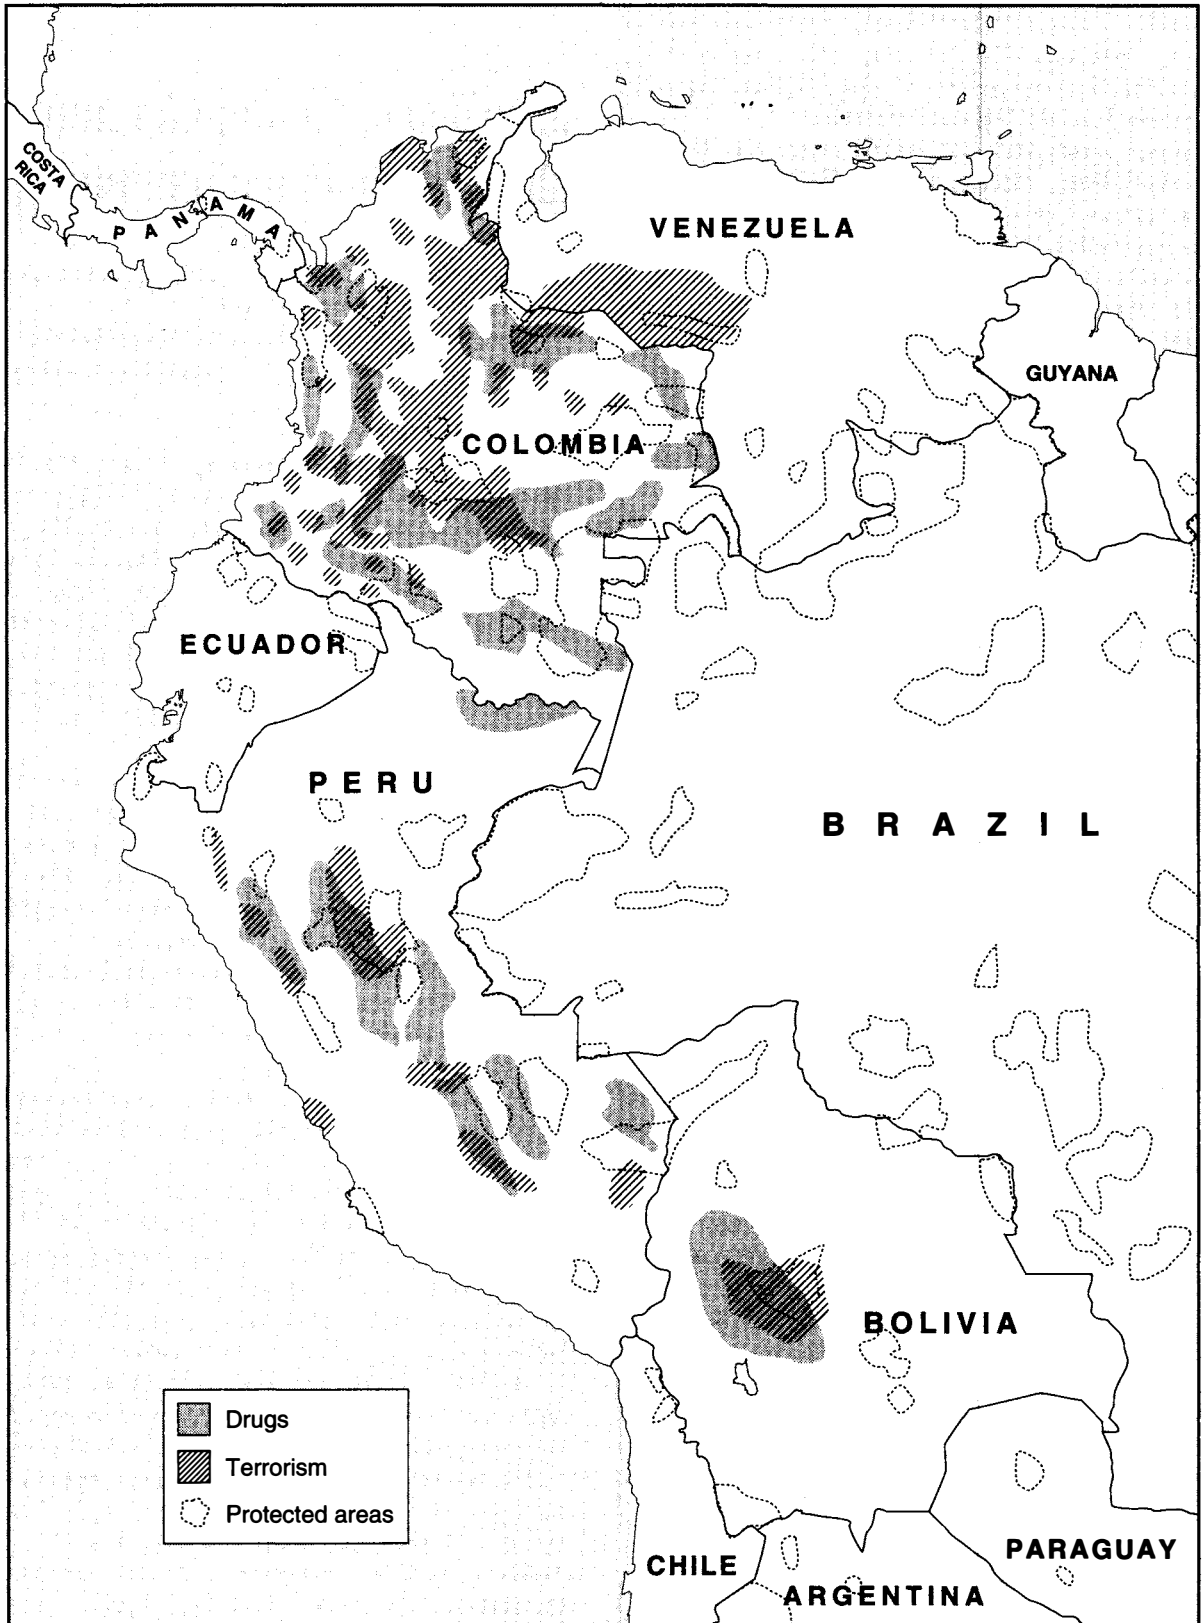 COSTA
RICA
PANAMA
VENEZUELA
GUYANA
COLOMBIA
ECUADOR
PERU
BRAZIL
BOLIVIA
Drugs
Terrorism
Protected areas
CHILE
ARGENTINA
PARAGUAY